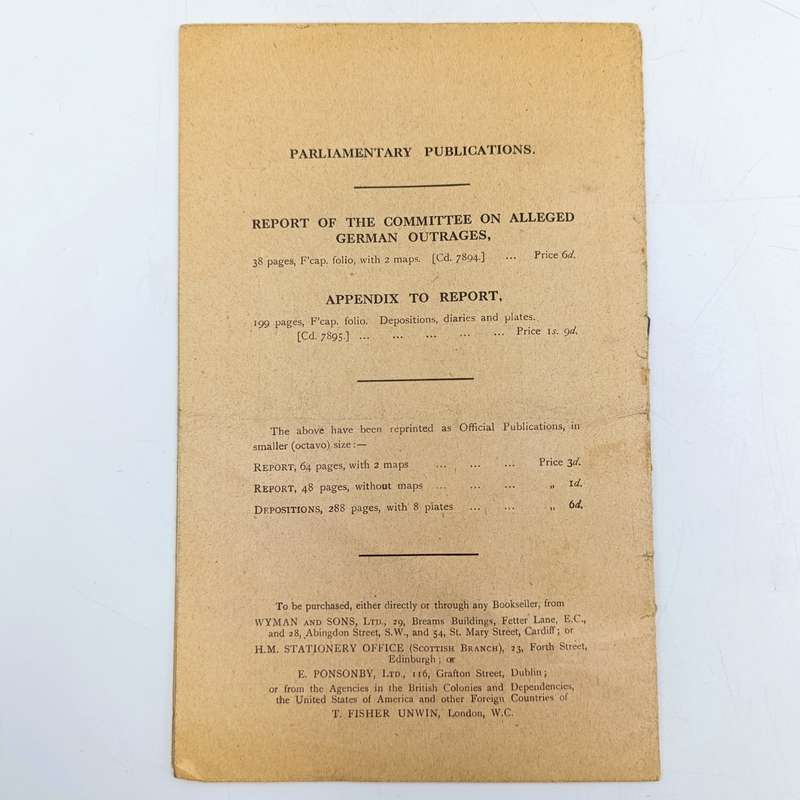 PARLIAMENTARY PUBLICATIONS.
REPORT OF THE COMMITTEE ON ALLEGED
GERMAN OUTRAGES,
38 pages, F'cap. folio, with 2 maps. [Cd. 7894.] ... Price 6d.
APPENDIX TO REPORT,
199 pages, F'cap. folio. Depositions, diaries and plates.
[Cd. 7895.] ... ... ... ... ... Price 1s. 9d.
The above have been reprinted as Official Publications, in
smaller (octavo) size:—
REPORT, 64 pages, with 2 maps ... ... ... Price 3d.
REPORT, 48 pages, without maps ... ... ... „ 1d.
DEPOSITIONS, 288 pages, with 8 plates ... ... „ 6d.
To be purchased, either directly or through any Bookseller, from
WYMAN AND SONS, LTD., 29, Breams Buildings, Fetter Lane, E.C.,
and 28, Abingdon Street, S.W., and 54, St. Mary Street, Cardiff; or
H.M. STATIONERY OFFICE (SCOTTISH BRANCH), 23, Forth Street,
Edinburgh; or
E. PONSONBY, LTD., 116, Grafton Street, Dublin;
or from the Agencies in the British Colonies and Dependencies,
the United States of America and other Foreign Countries of
T. FISHER UNWIN, London, W.C.